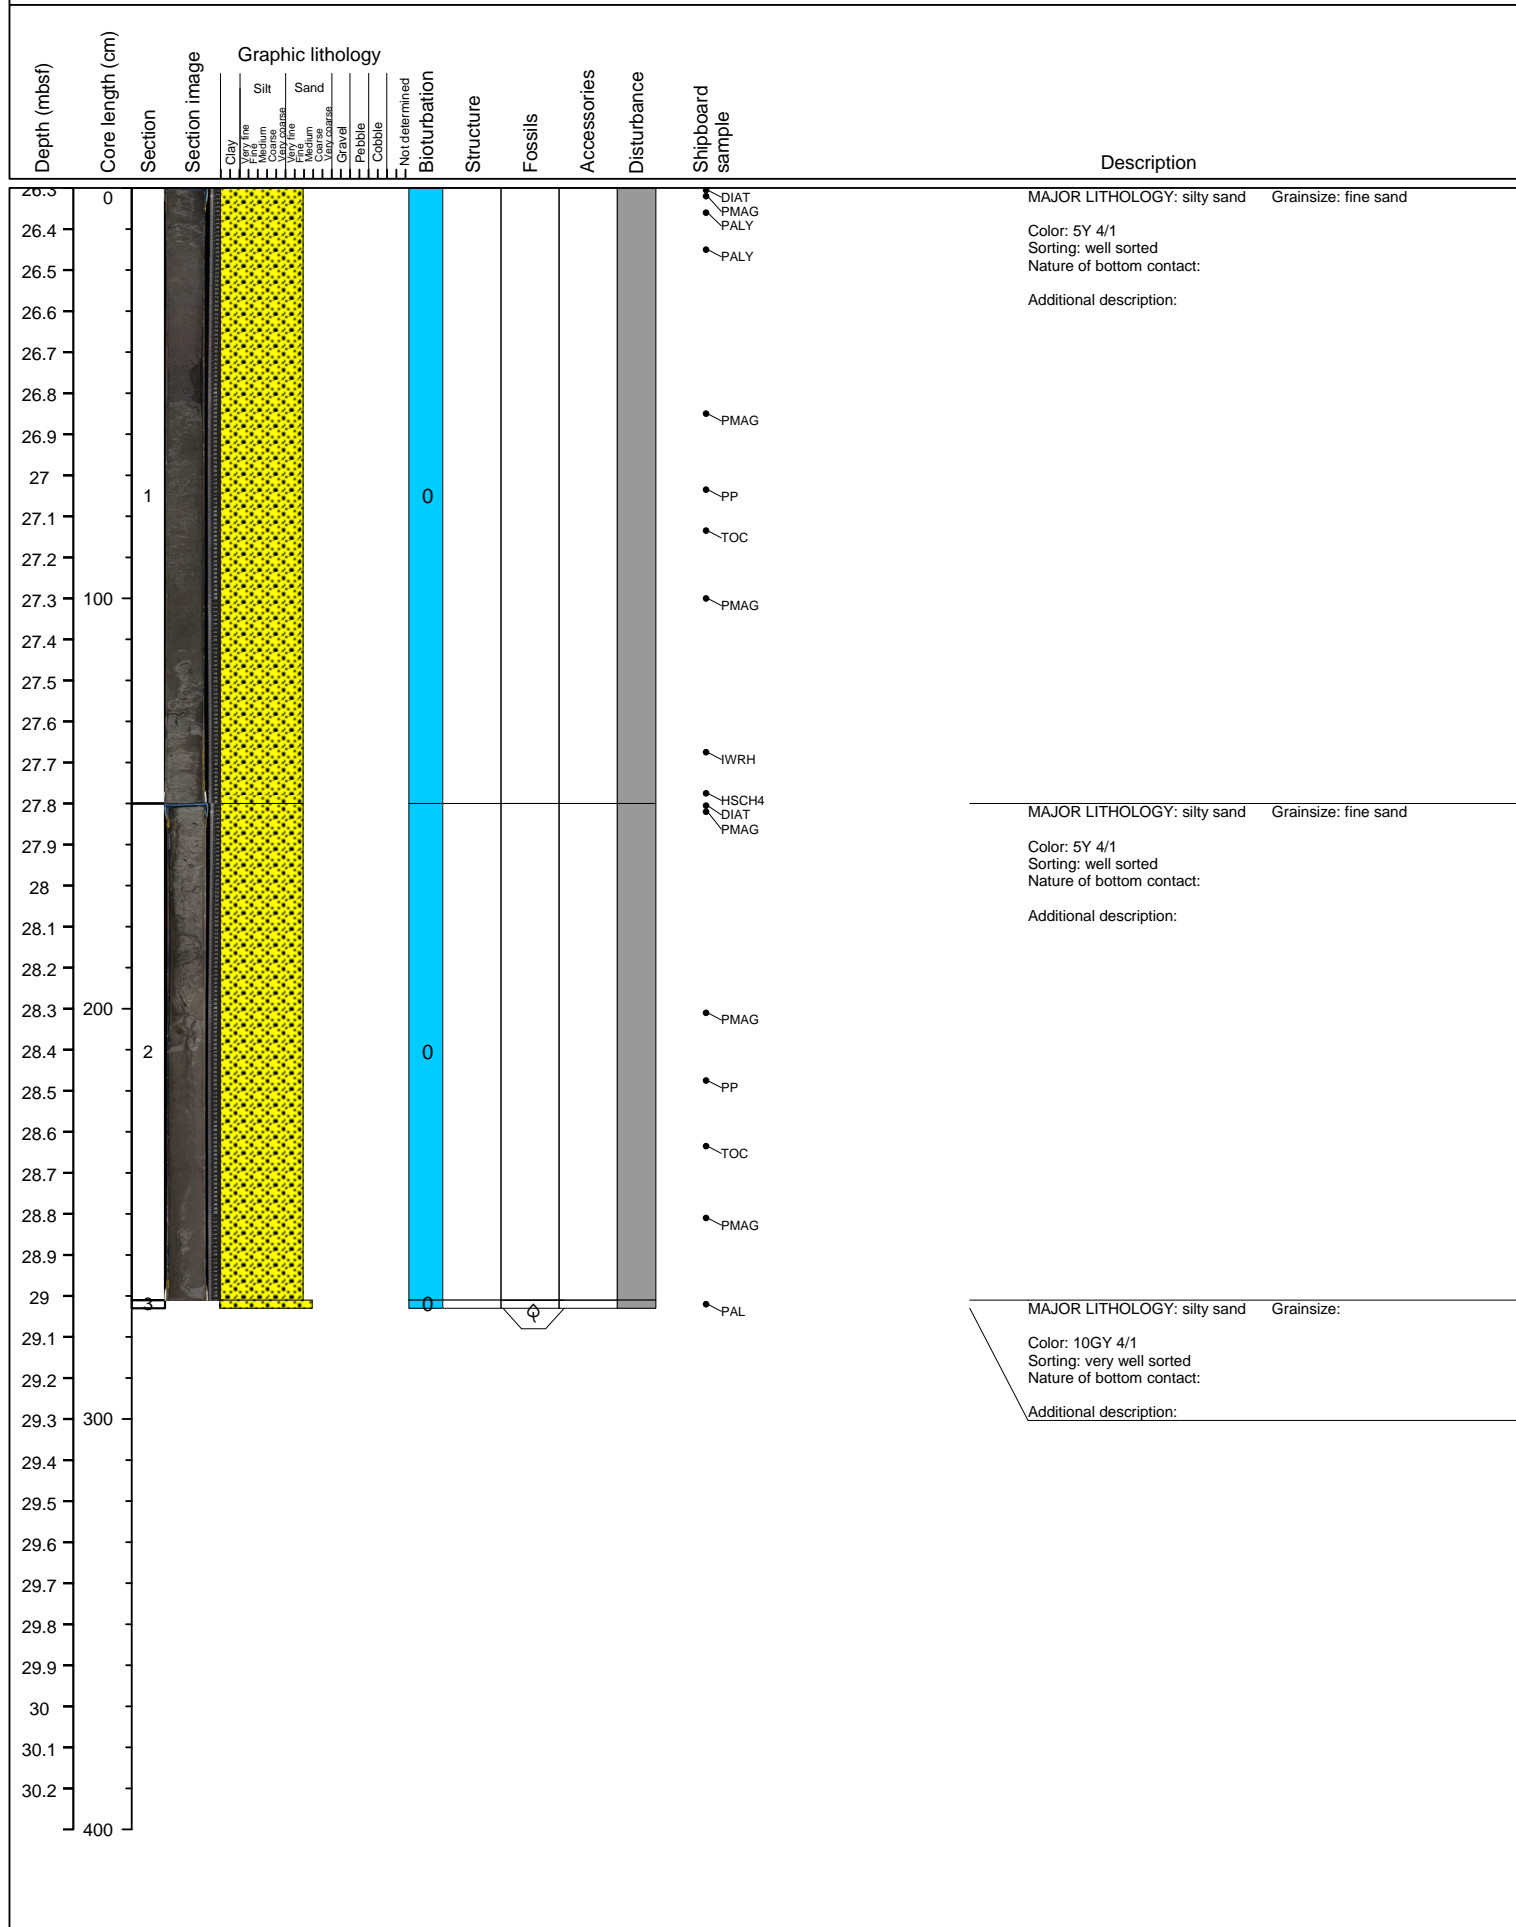 Depth (mbsf)
Core length (cm)
Section
Section image
Graphic lithology
Clay
Silt
Very fine
Fine
Medium
Coarse
Very coarse
Sand
Very fine
Fine
Medium
Coarse
Very coarse
Gravel
Pebble
Cobble
Not determined
Bioturbation
Structure
Fossils
Accessories
Disturbance
Shipboard
sample
Description
26.3
26.4
26.5
26.6
26.7
26.8
26.9
27
27.1
27.2
27.3
27.4
27.5
27.6
27.7
27.8
27.9
28
28.1
28.2
28.3
28.4
28.5
28.6
28.7
28.8
28.9
29
29.1
29.2
29.3
29.4
29.5
29.6
29.7
29.8
29.9
30
30.1
30.2
0
100
200
300
400
1
2
3
0
0
0
DIAT
PMAG
PALY
PALY
PMAG
PP
TOC
PMAG
IWRH
HSCH4
DIAT
PMAG
PMAG
PP
TOC
PMAG
PAL
MAJOR LITHOLOGY: silty sand Grainsize: fine sand
Color: 5Y 4/1
Sorting: well sorted
Nature of bottom contact:
Additional description:
MAJOR LITHOLOGY: silty sand Grainsize: fine sand
Color: 5Y 4/1
Sorting: well sorted
Nature of bottom contact:
Additional description:
MAJOR LITHOLOGY: silty sand Grainsize:
Color: 10GY 4/1
Sorting: very well sorted
Nature of bottom contact:
Additional description: